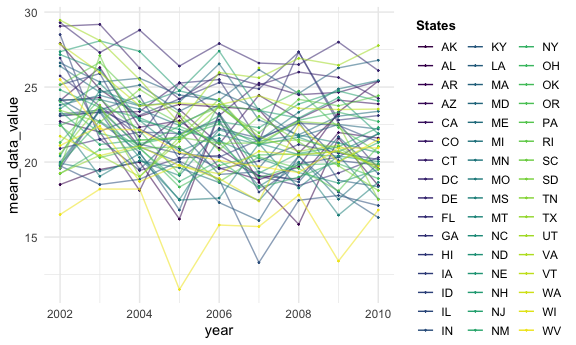 30
25
20
15
mean_data_value
2002
2004
2006
2008
2010
year
States
AK KY NY
AL LA OH
AR MA OK
AZ MD OR
CA ME PA
CO MI RI
CT MN SC
DC MO SD
DE MS TN
FL MT TX
GA NC UT
HI ND VA
IA NE VT
ID NH WA
IL NJ WI
IN NM WV